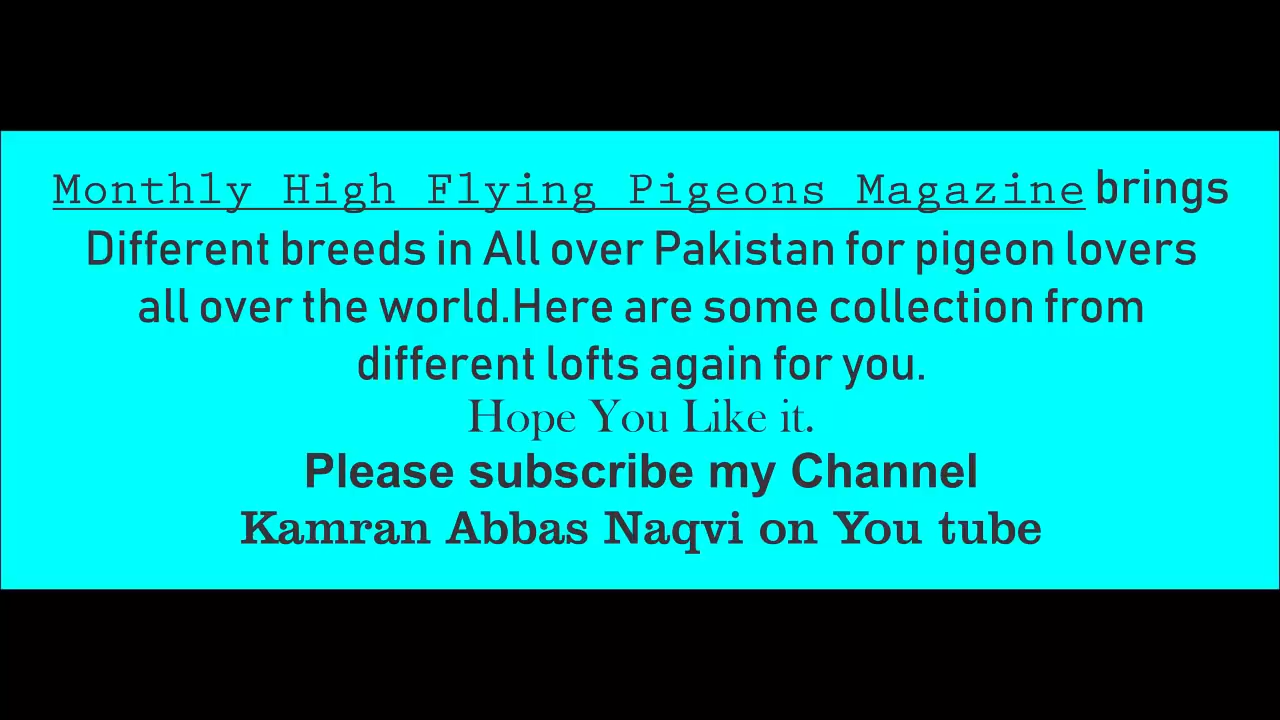 Monthly High Flying Pigeons Magazine brings
Different breeds in All over Pakistan for pigeon lovers
all over the world.Here are some collection from
different lofts again for you.
Hope You Like it.
Please subscribe my Channel
Kamran Abbas Naqvi on You tube